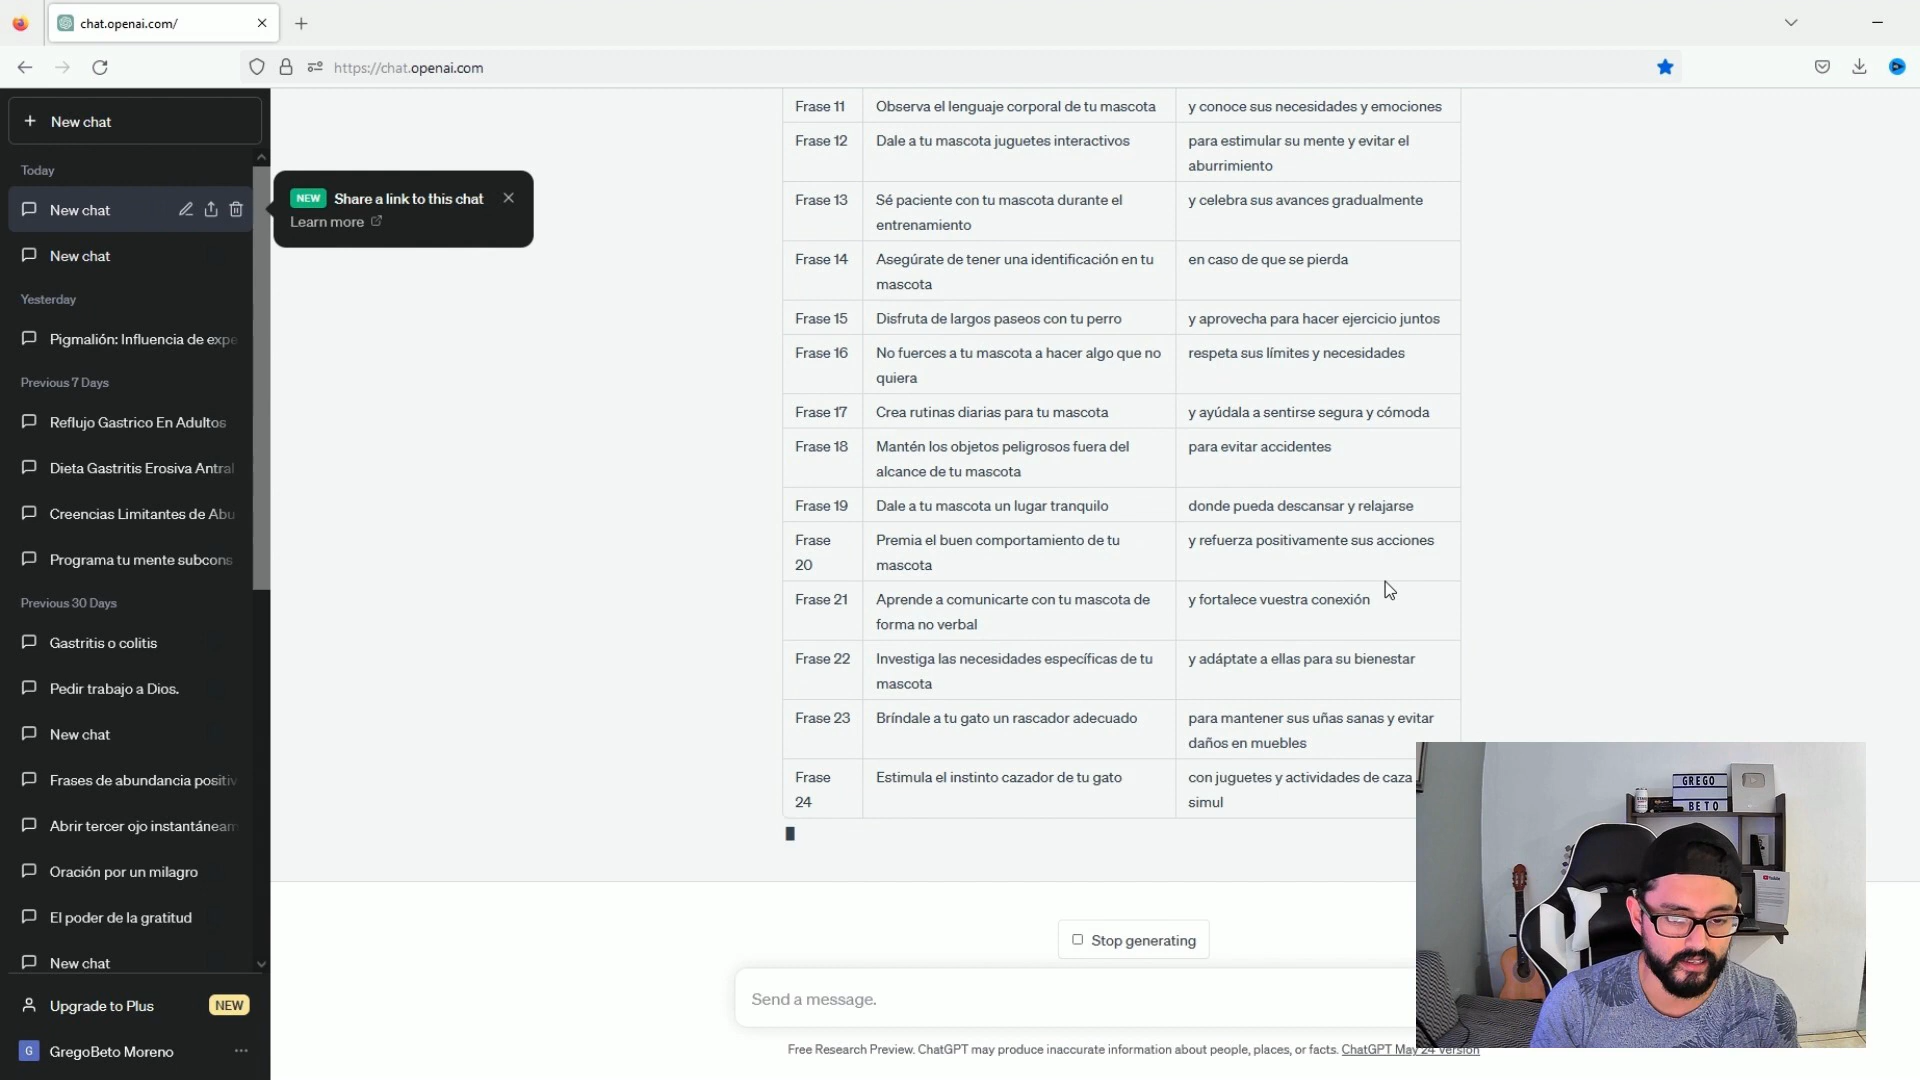 chat.openai.com/
https://chat.openai.com
New chat
Today
New chat
New chat
Yesterday
Pigmalión: Influencia de expe
Previous 7 Days
Reflujo Gastrico En Adultos
Dieta Gastritis Erosiva Antral
Creencias Limitantes de Abu
Programa tu mente subcons
Previous 30 Days
Gastritis o colitis
Pedir trabajo a Dios.
New chat
Frases de abundancia positiv
Abrir tercer ojo instantáneam
Oración por un milagro
El poder de la gratitud
New chat
Upgrade to Plus NEW
G GregoBeto Moreno
NEW Share a link to this chat
Learn more
Frase 11 Observa el lenguaje corporal de tu mascota y conoce sus necesidades y emociones
Frase 12 Dale a tu mascota juguetes interactivos para estimular su mente y evitar el
aburrimiento
Frase 13 Sé paciente con tu mascota durante el y celebra sus avances gradualmente
entrenamiento
Frase 14 Asegúrate de tener una identificación en tu en caso de que se pierda
mascota
Frase 15 Disfruta de largos paseos con tu perro y aprovecha para hacer ejercicio juntos
Frase 16 No fuerces a tu mascota a hacer algo que no respeta sus límites y necesidades
quiera
Frase 17 Crea rutinas diarias para tu mascota y ayúdala a sentirse segura y cómoda
Frase 18 Mantén los objetos peligrosos fuera del para evitar accidentes
alcance de tu mascota
Frase 19 Dale a tu mascota un lugar tranquilo donde pueda descansar y relajarse
Frase Premia el buen comportamiento de tu y refuerza positivamente sus acciones
20 mascota
Frase 21 Aprende a comunicarte con tu mascota de y fortalece vuestra conexión
forma no verbal
Frase 22 Investiga las necesidades específicas de tu y adáptate a ellas para su bienestar
mascota
Frase 23 Bríndale a tu gato un rascador adecuado para mantener sus uñas sanas y evitar
daños en muebles
Frase Estimula el instinto cazador de tu gato con juguetes y actividades de caza
24 simul
Stop generating
Send a message.
Free Research Preview. ChatGPT may produce inaccurate information about people, places, or facts. ChatGPT May 24 Version
GREGO
BETO
YouTube